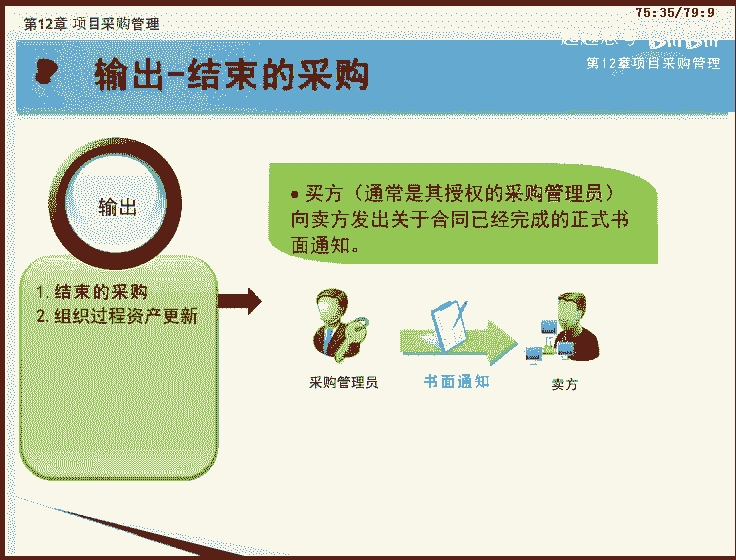 第12章 项目采购管理
75:35/79:9
第12章项目采购管理
输出-结束的采购
输出
● 买方（通常是其授权的采购管理员）
向卖方发出关于合同已经完成的正式书
面通知。
1. 结束的采购
2. 组织过程资产更新
采购管理员
书面通知
卖方